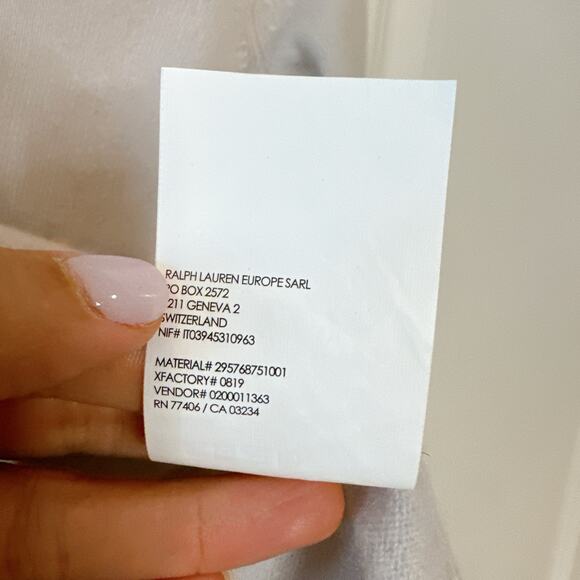 RALPH LAUREN EUROPE SARL
PO BOX 2572
1211 GENEVA 2
SWITZERLAND
NIF# IT03945310963
MATERIAL# 295768751001
XFACTORY# 0819
VENDOR# 0200011363
RN 77406 / CA 03234